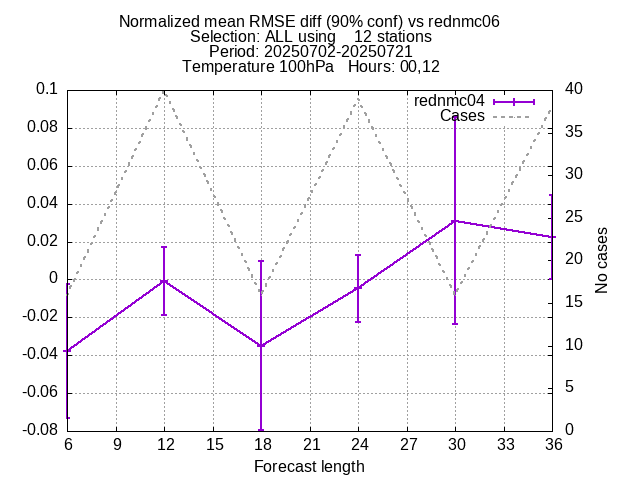 Normalized mean RMSE diff (90% conf) vs rednmc06
Selection: ALL using    12 stations
Period: 20250702-20250721
Temperature 100hPa   Hours: 00,12
rednmc04
Cases
0.1
0.08
0.06
0.04
0.02
0
-0.02
-0.04
-0.06
-0.08
40
35
30
25
20
15
10
5
0
No cases
6 9 12 15 18 21 24 27 30 33 36
Forecast length